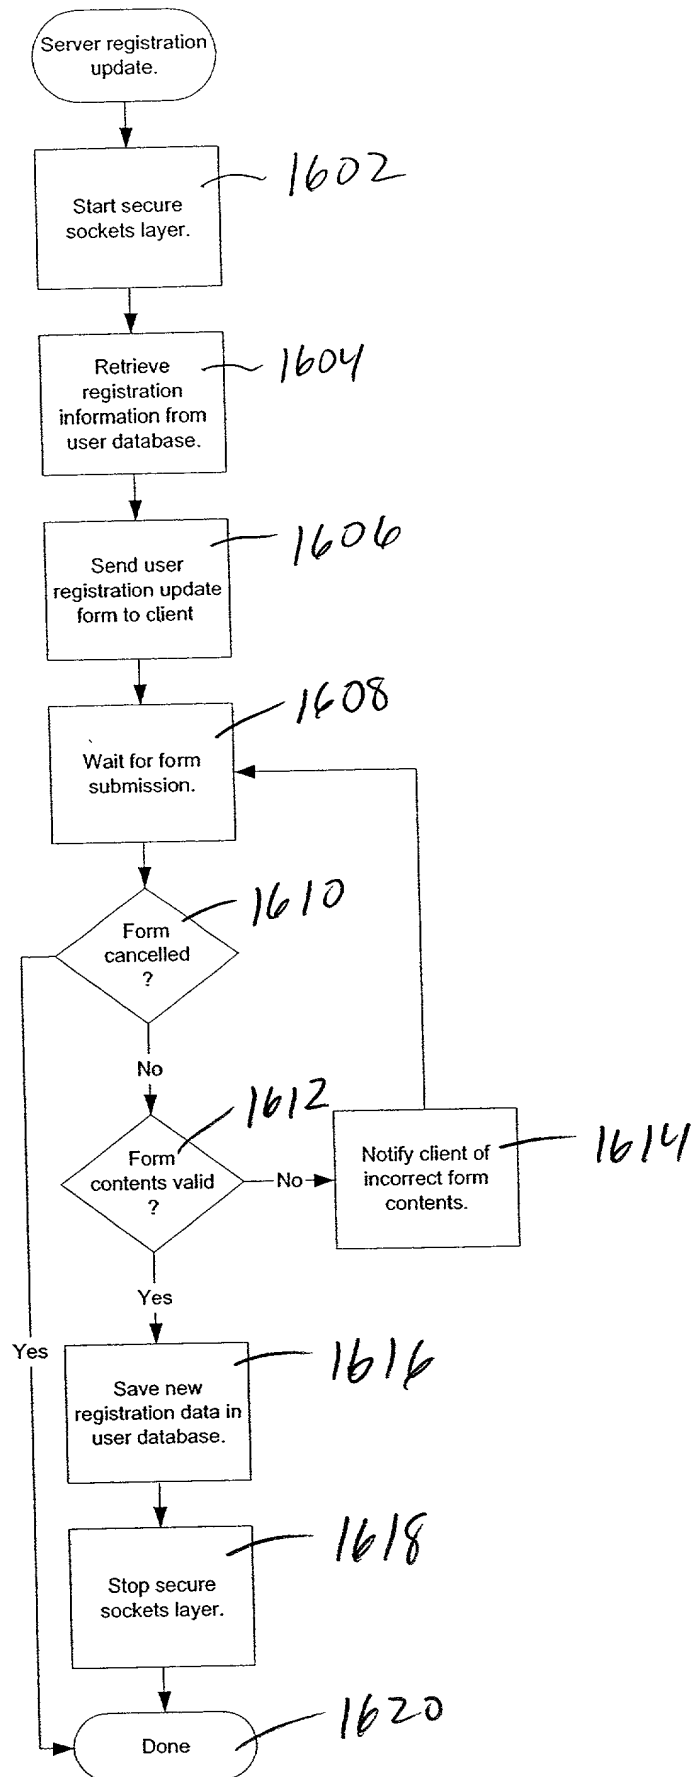 Server registration
update.
1602
Start secure
sockets layer.
1604
Retrieve
registration
information from
user database.
1606
Send user
registration update
form to client
1608
Wait for form
submission.
1610
Form
cancelled
?
No
1612
Form
contents valid
?
No
Notify client of
incorrect form
contents.
1614
Yes
Yes
1616
Save new
registration data in
user database.
1618
Stop secure
sockets layer.
1620
Done